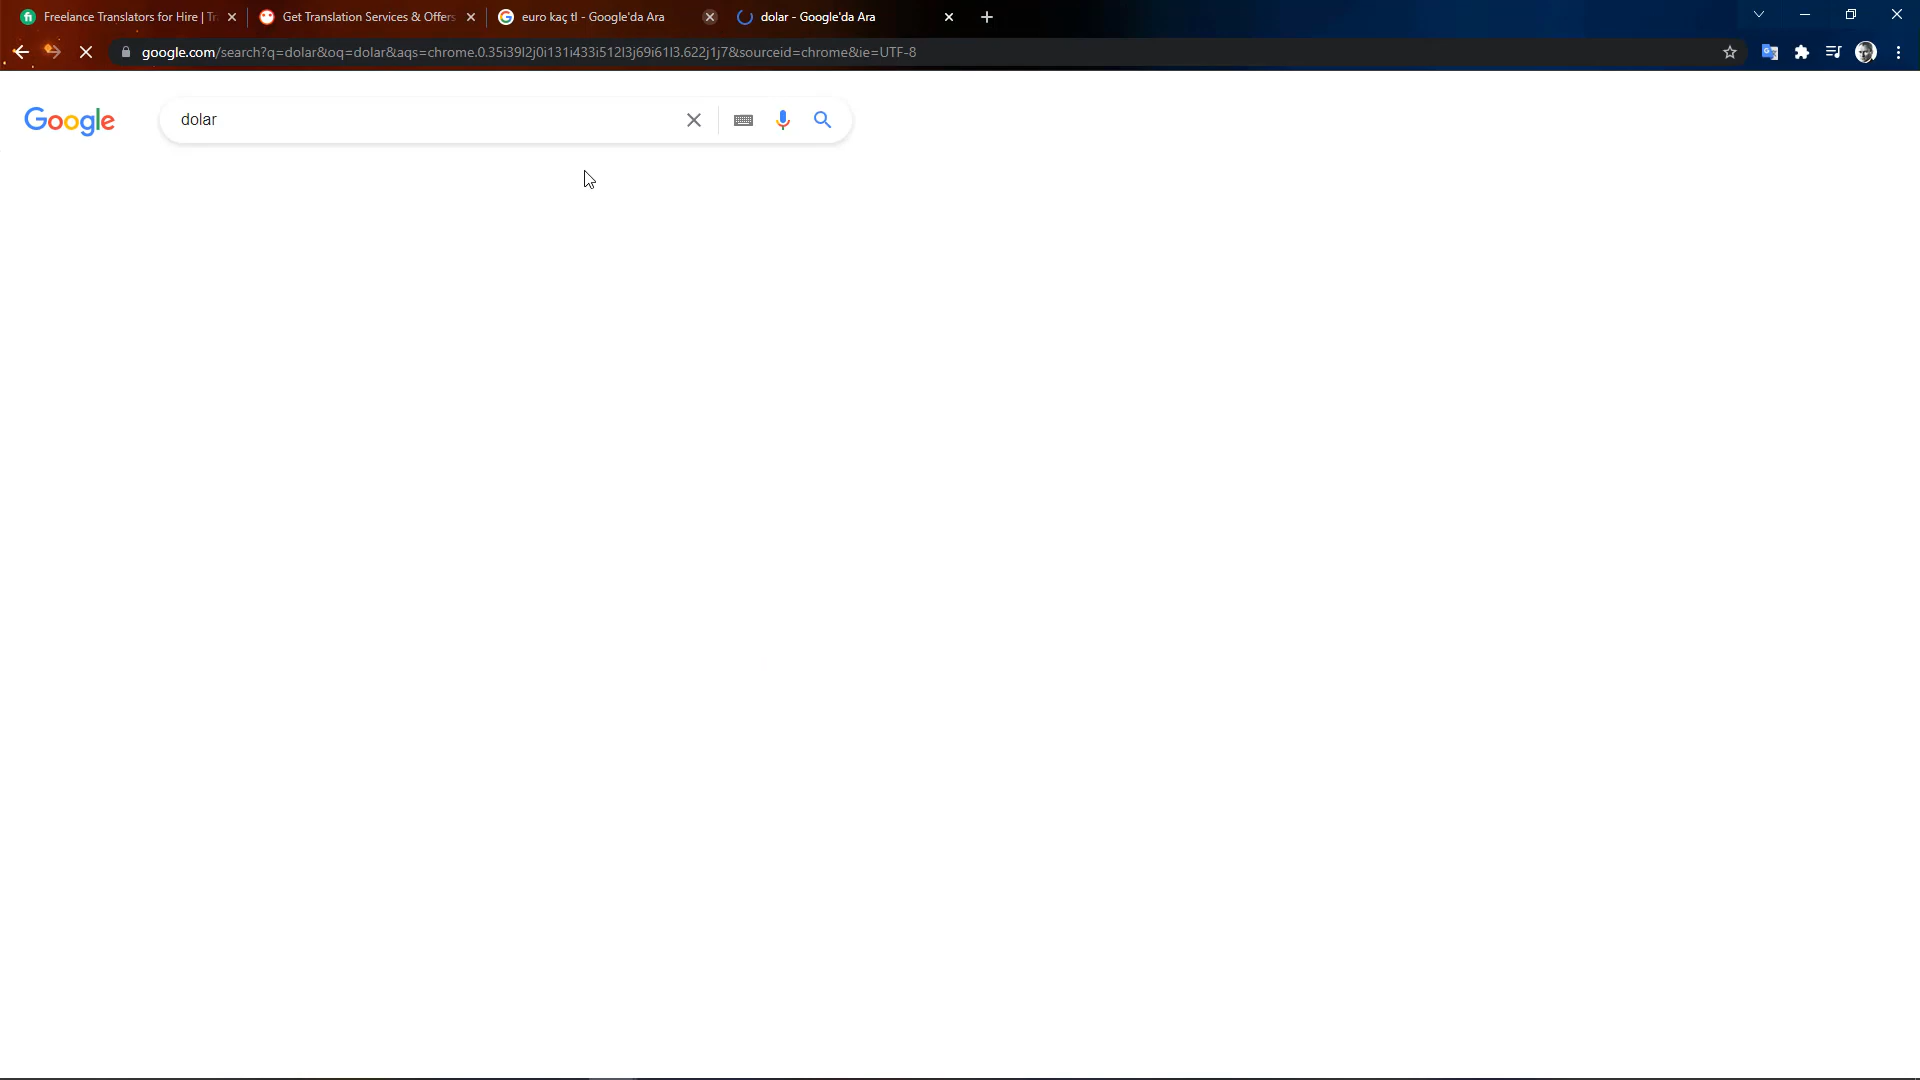 Freelance Translators for Hire | Tr
Get Translation Services & Offers
euro kaç tl - Google'da Ara
dolar - Google'da Ara
google.com/search?q=dolar&oq=dolar&aqs=chrome.0.35i39l2j0i131i433i512l3j69i61l3.622j1j7&sourceid=chrome&ie=UTF-8
Google
dolar